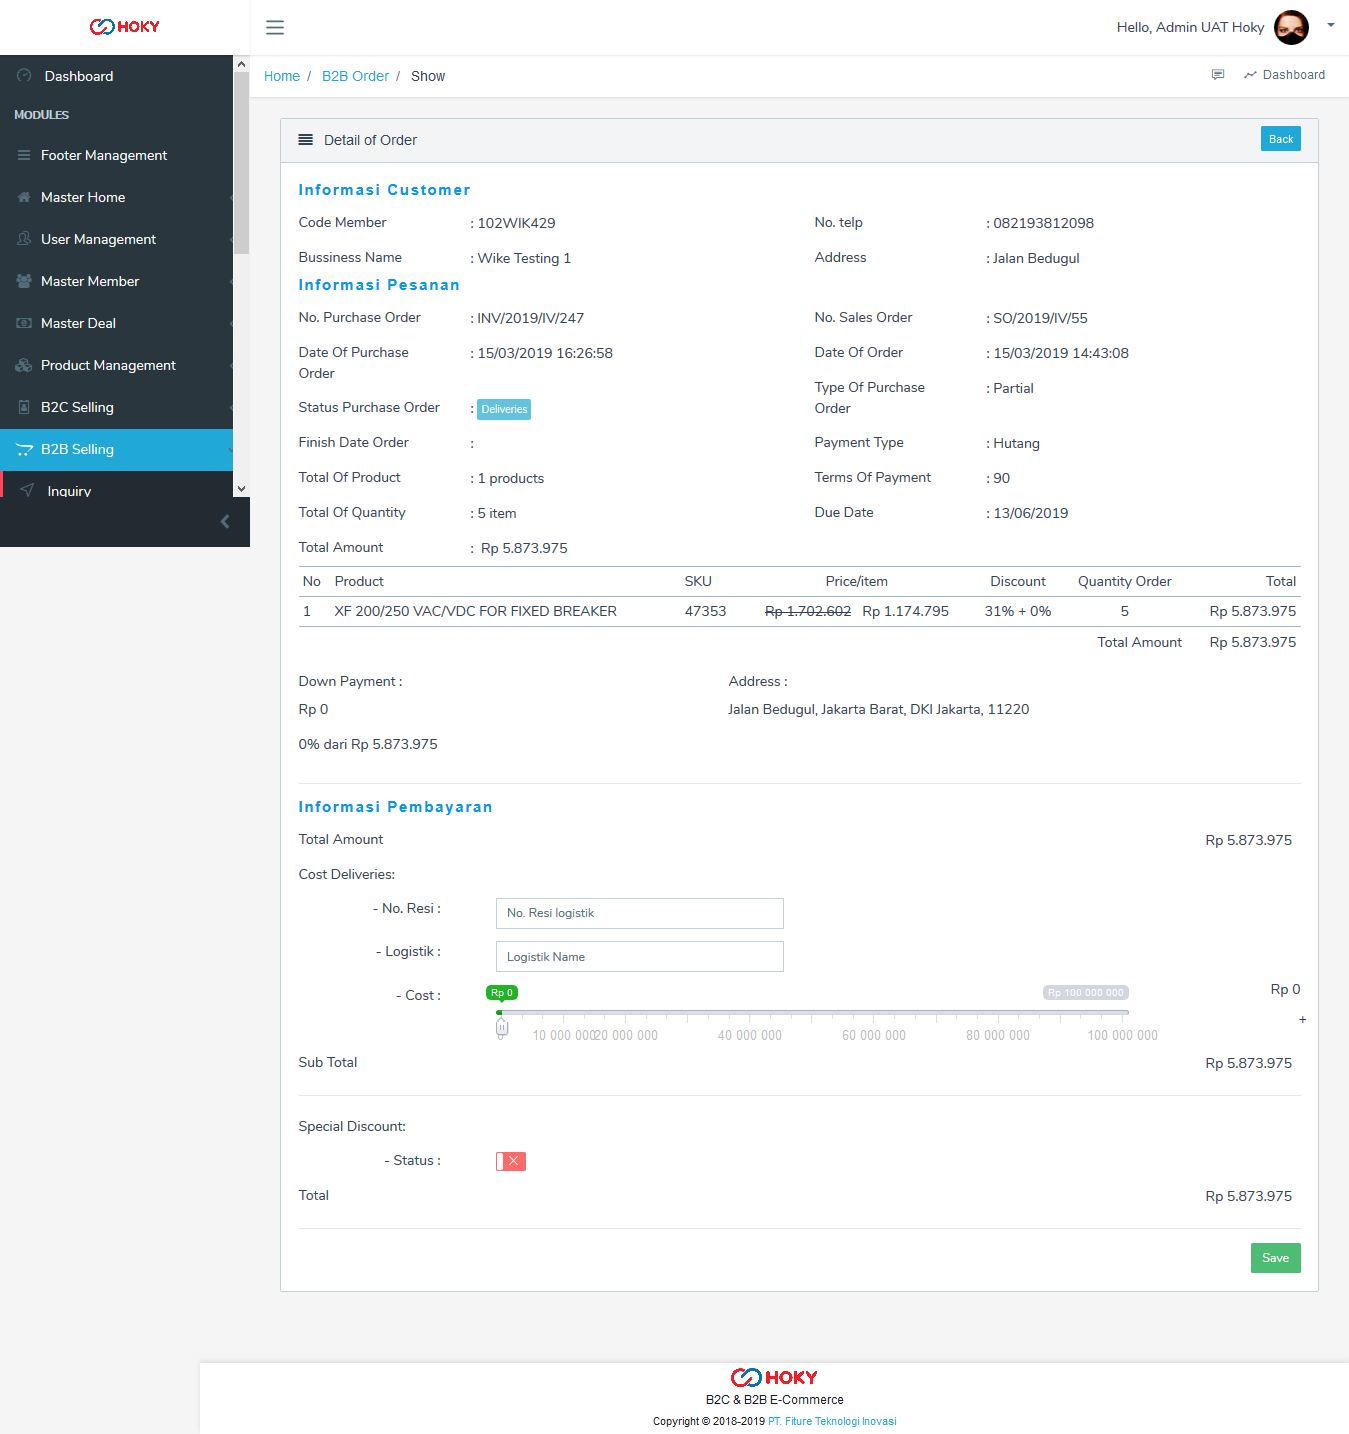 HOKY
Hello, Admin UAT Hoky
Dashboard
MODULES
Footer Management
Master Home
User Management
Master Member
Master Deal
Product Management
B2C Selling
B2B Selling
Inquiry
Home / B2B Order / Show
Dashboard
Detail of Order
Back
Informasi Customer
Code Member : 102WIK429 No. telp : 082193812098
Bussiness Name : Wike Testing 1 Address : Jalan Bedugul
Informasi Pesanan
No. Purchase Order : INV/2019/IV/247 No. Sales Order : SO/2019/IV/55
Date Of Purchase Order : 15/03/2019 16:26:58 Date Of Order : 15/03/2019 14:43:08
Type Of Purchase Order : Partial
Status Purchase Order : Deliveries
Finish Date Order : Payment Type : Hutang
Total Of Product : 1 products Terms Of Payment : 90
Total Of Quantity : 5 item Due Date : 13/06/2019
Total Amount : Rp 5.873.975
No Product SKU Price/item Discount Quantity Order Total
1 XF 200/250 VAC/VDC FOR FIXED BREAKER 47353 Rp 1.702.602 Rp 1.174.795 31% + 0% 5 Rp 5.873.975
Total Amount Rp 5.873.975
Down Payment : Address :
Rp 0 Jalan Bedugul, Jakarta Barat, DKI Jakarta, 11220
0% dari Rp 5.873.975
Informasi Pembayaran
Total Amount Rp 5.873.975
Cost Deliveries:
- No. Resi : No. Resi logistik
- Logistik : Logistik Name
- Cost : Rp 0 Rp 100 000 000 Rp 0
+
0 10 000 000 20 000 000 40 000 000 60 000 000 80 000 000 100 000 000
Sub Total Rp 5.873.975
Special Discount:
- Status :
Total Rp 5.873.975
Save
HOKY
B2C & B2B E-Commerce
Copyright © 2018-2019 PT. Fiture Teknologi Inovasi